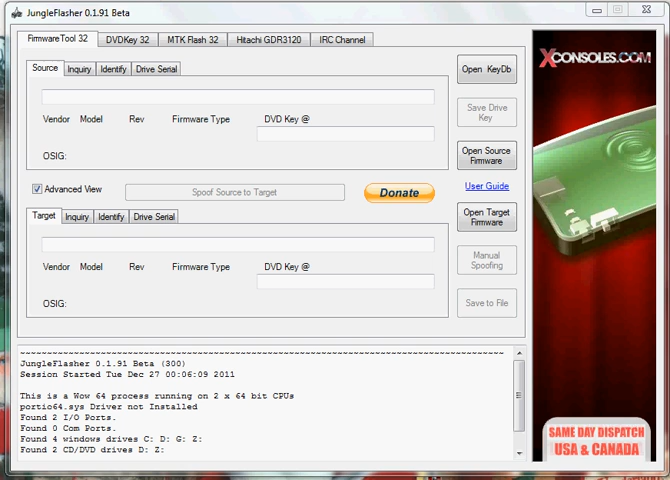 JungleFlasher 0.1.91 Beta
FirmwareTool 32 DVDKey 32 MTK Flash 32 Hitachi GDR3120 IRC Channel
Source Inquiry Identify Drive Serial
Vendor Model Rev Firmware Type DVD Key @
OSIG:
Open KeyDb
Save Drive
Key
Open Source
Firmware
Advanced View Spoof Source to Target Donate User Guide
Target Inquiry Identify Drive Serial
Vendor Model Rev Firmware Type DVD Key @
OSIG:
Open Target
Firmware
Manual
Spoofing
Save to File
~~~~~~~~~~~~~~~~~~~~~~~~~~~~~~~~~~~~~~~~~~~~~~~~~~~~~~~~~~~~~~~~~~~~~~~~~~~~~~~~
JungleFlasher 0.1.91 Beta (300)
Session Started Tue Dec 27 00:06:09 2011
This is a Wow 64 process running on 2 x 64 bit CPUs
portio64.sys Driver not Installed
Found 2 I/O Ports.
Found 0 Com Ports.
Found 4 windows drives C: D: G: Z:
Found 2 CD/DVD drives D: Z:
XCONSOLES.COM
SAME DAY DISPATCH
USA & CANADA